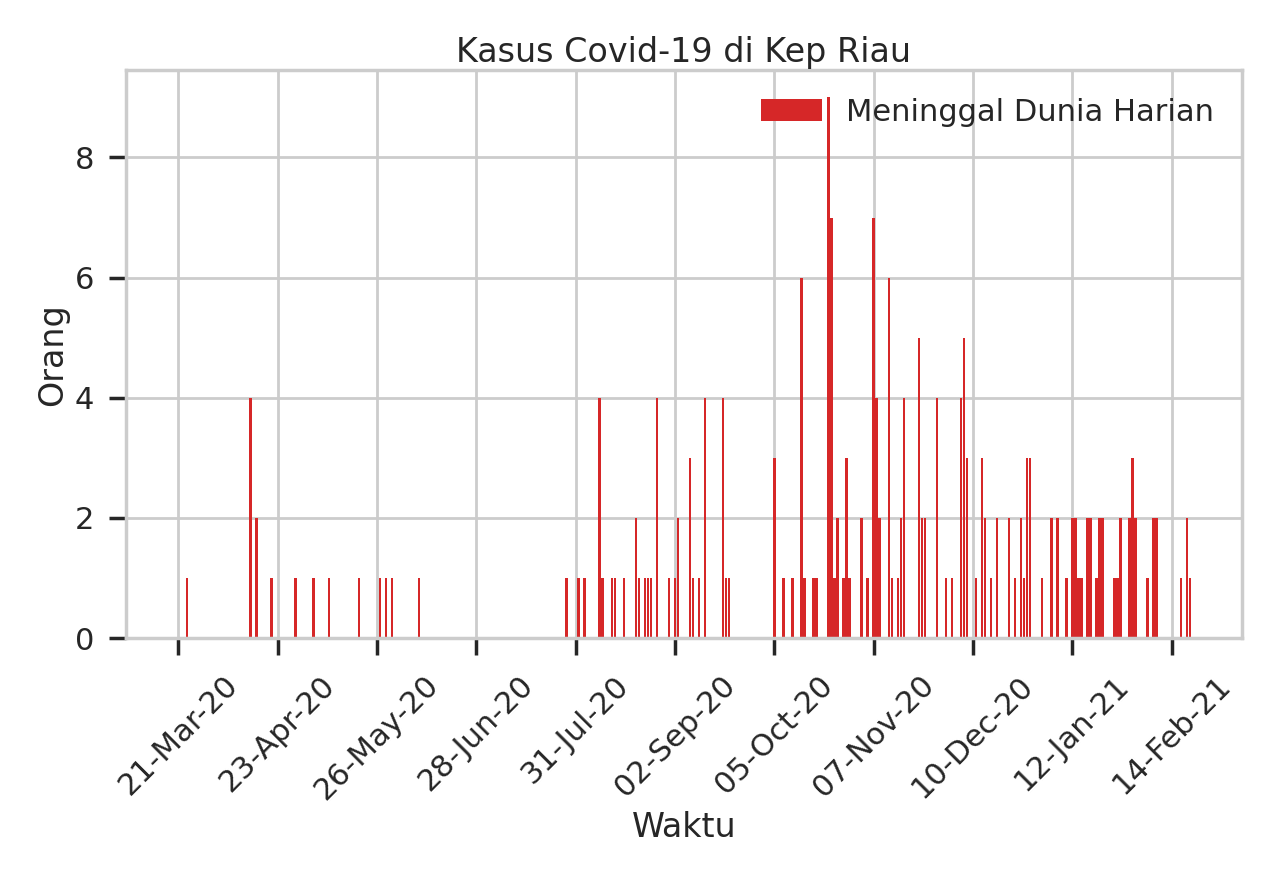 Kasus Covid-19 di Kep Riau
Meninggal Dunia Harian
Orang
8
6
4
2
0
21-Mar-20
23-Apr-20
26-May-20
28-Jun-20
31-Jul-20
02-Sep-20
05-Oct-20
07-Nov-20
10-Dec-20
12-Jan-21
14-Feb-21
Waktu